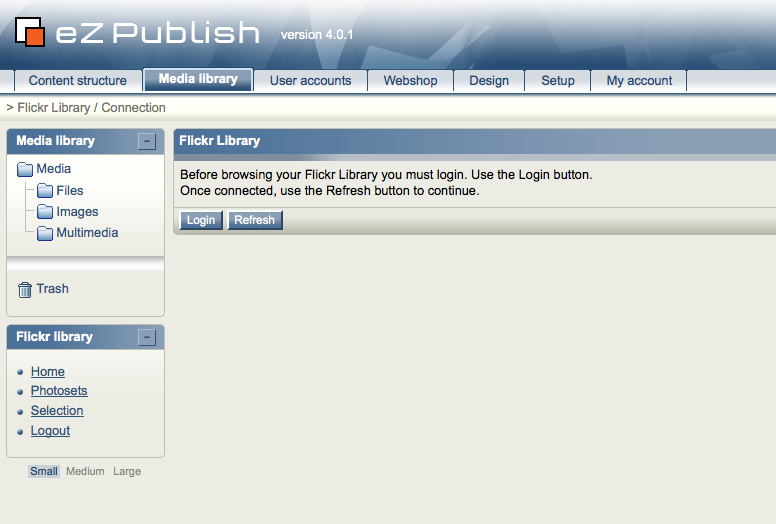 eZ Publish version 4.0.1
Content structure Media library User accounts Webshop Design Setup My account
> Flickr Library / Connection
Media library −
Media
Files
Images
Multimedia
Trash
Flickr library −
Home
Photosets
Selection
Logout
Small Medium Large
Flickr Library
Before browsing your Flickr Library you must login. Use the Login button.
Once connected, use the Refresh button to continue.
Login Refresh